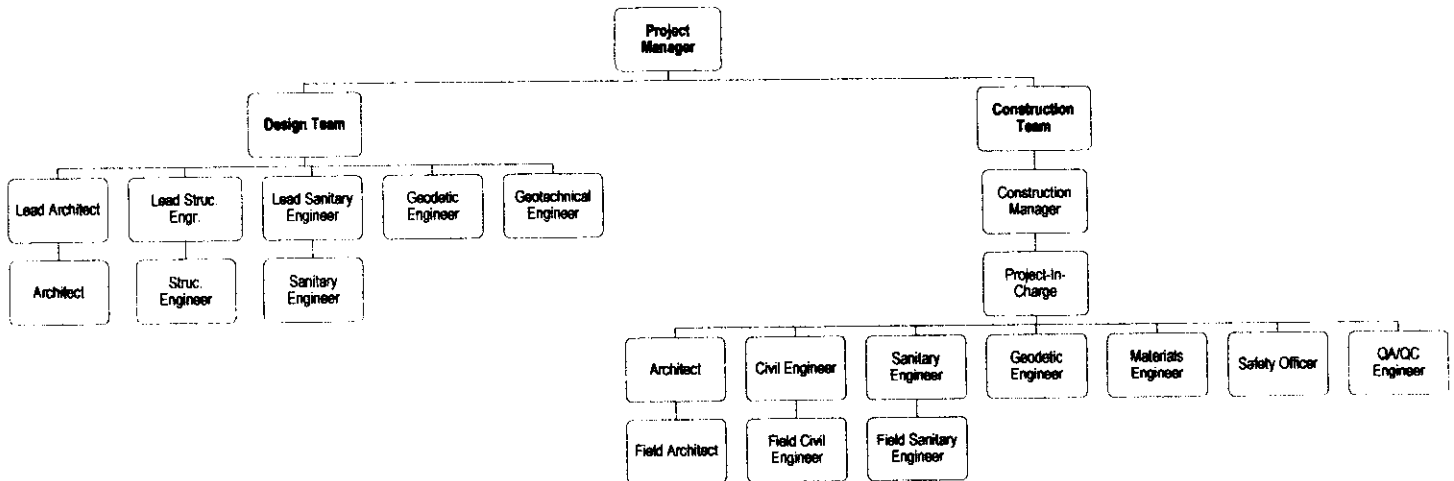 Project
Manager
Design Team
Construction
Team
Lead Architect
Lead Struc.
Engr.
Lead Sanitary
Engineer
Geodetic
Engineer
Geotechnical
Engineer
Construction
Manager
Architect
Struc.
Engineer
Sanitary
Engineer
Project-In-
Charge
Architect
Civil Engineer
Sanitary
Engineer
Geodetic
Engineer
Materials
Engineer
Safety Officer
QA/QC
Engineer
Field Architect
Field Civil
Engineer
Field Sanitary
Engineer